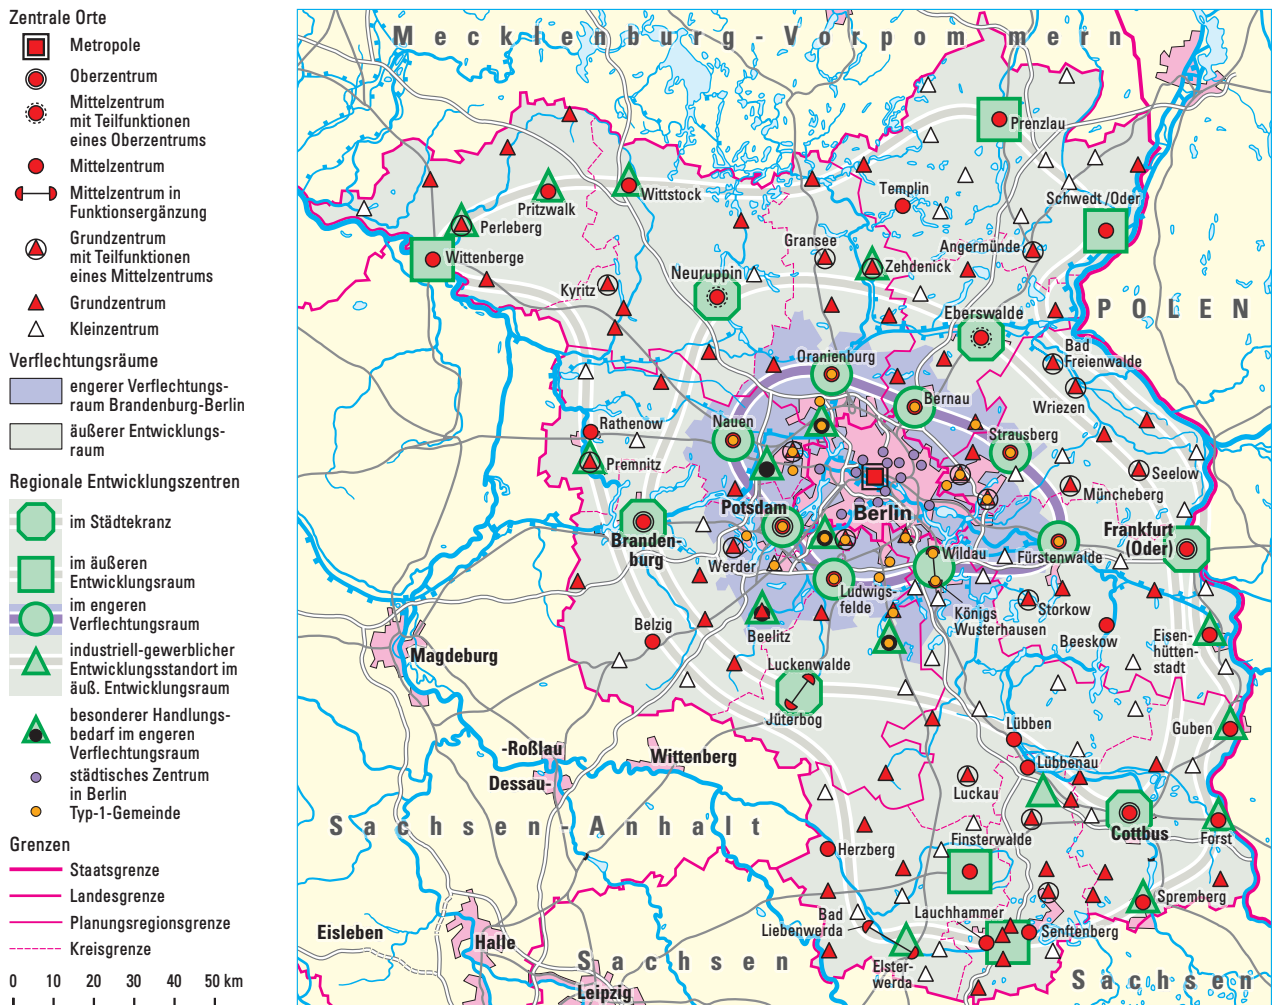 Zentrale Orte
Metropole
Oberzentrum
Mittelzentrum
mit Teilfunktionen
eines Oberzentrums
Mittelzentrum
Mittelzentrum in
Funktionsergänzung
Grundzentrum
mit Teilfunktionen
eines Mittelzentrums
Grundzentrum
Kleinzentrum
Verflechtungsräume
engerer Verflechtungs-
raum Brandenburg-Berlin
äußerer Entwicklungs-
raum
Regionale Entwicklungszentren
im Städtekranz
im äußeren
Entwicklungsraum
im engeren
Verflechtungsraum
industriell-gewerblicher
Entwicklungsstandort im
äuß. Entwicklungsraum
besonderer Handlungs-
bedarf im engeren
Verflechtungsraum
städtisches Zentrum
in Berlin
Typ-1-Gemeinde
Grenzen
Staatsgrenze
Landesgrenze
Planungsregionsgrenze
Kreisgrenze
0 10 20 30 40 50 km
Mecklenburg-Vorpommern
Prenzlau
Templin
Schwedt/Oder
Pritzwalk
Wittstock
Perleberg
Wittenberge
Gransee
Angermünde
Zehdenick
Neuruppin
Kyritz
POLEN
Eberswalde
Bad
Freienwalde
Wriezen
Oranienburg
Bernau
Nauen
Rathenow
Premnitz
Strausberg
Seelow
Müncheberg
Potsdam
Berlin
Branden-
burg
Frankfurt
(Oder)
Werder
Wildau
Fürstenwalde
Ludwigs-
felde
Königs
Wusterhausen
Storkow
Beeskow
Eisen-
hütten-
stadt
Belzig
Beelitz
Magdeburg
Luckenwalde
Jüterbog
Lübben
Guben
Lübbenau
-Roßlau
Dessau-
Wittenberg
Luckau
Cottbus
Forst
Sachsen-Anhalt
Finsterwalde
Herzberg
Spremberg
Bad
Liebenwerda
Lauchhammer
Senftenberg
Elster-
werda
Eisleben
Halle
Leipzig
Sachsen
Sachsen